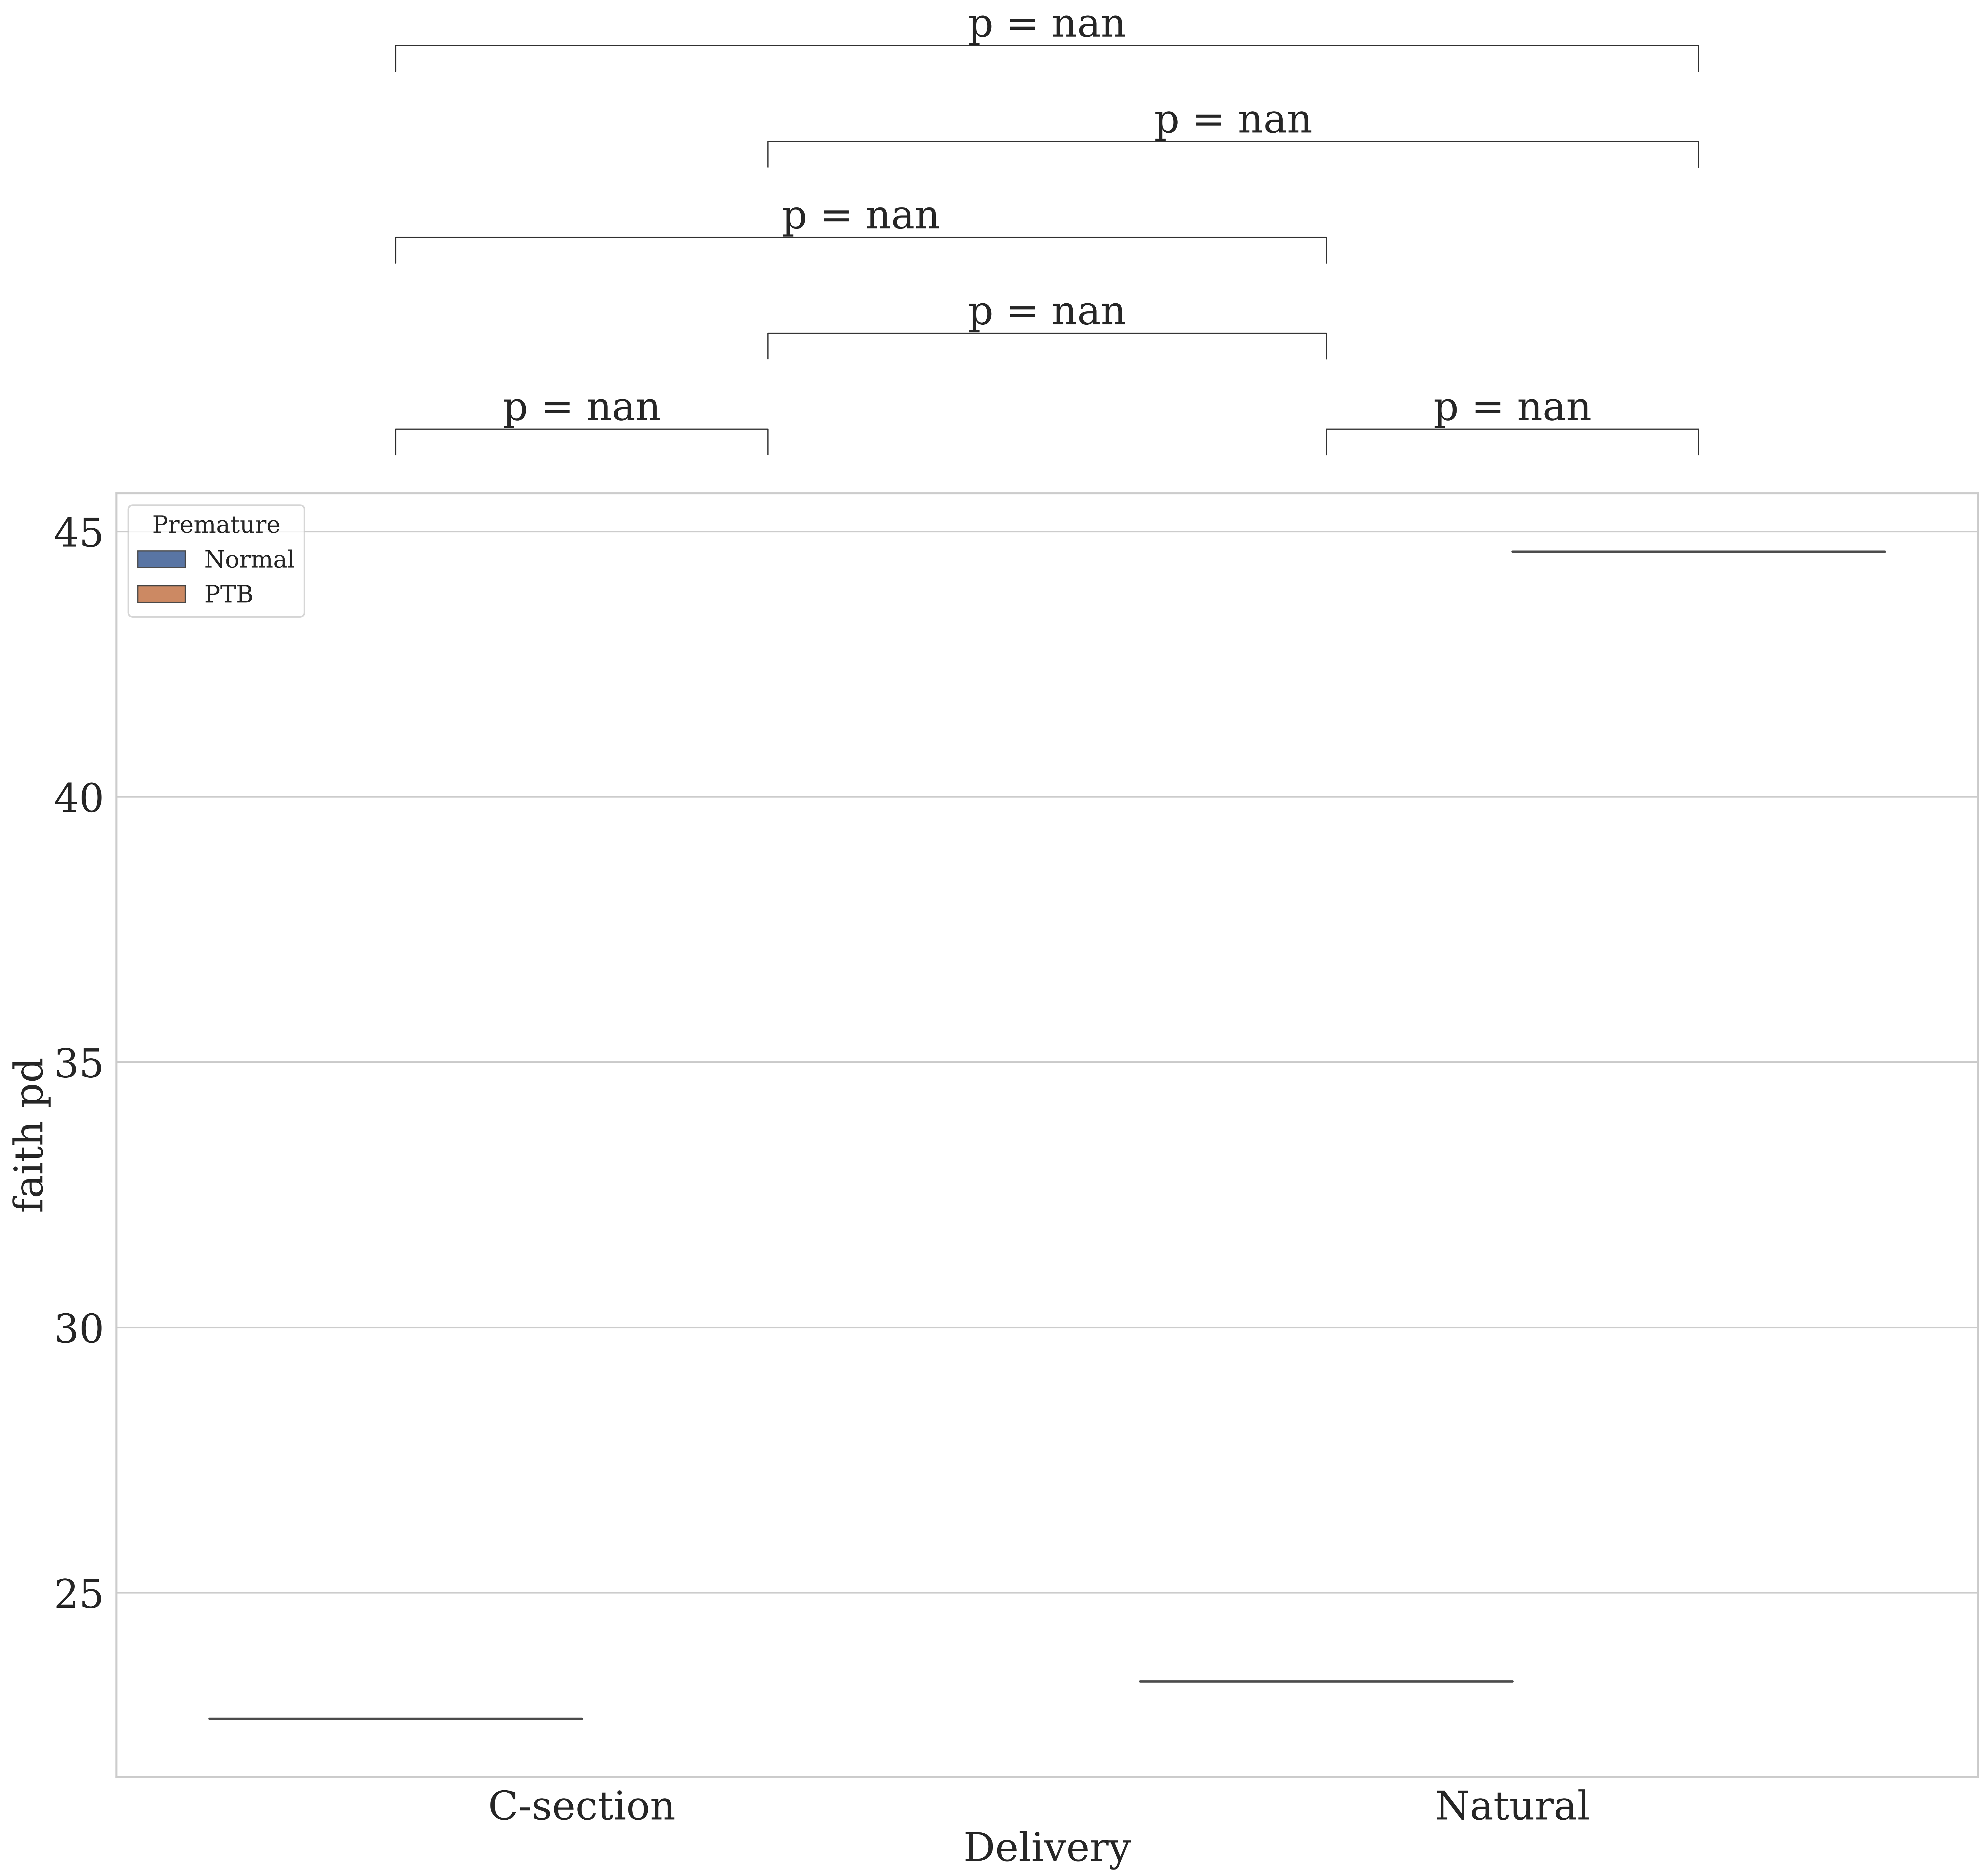 p = nan
p = nan
p = nan
p = nan
p = nan p = nan
Premature
Normal
PTB
45
40
35
30
25
faith pd
C-section Natural
Delivery